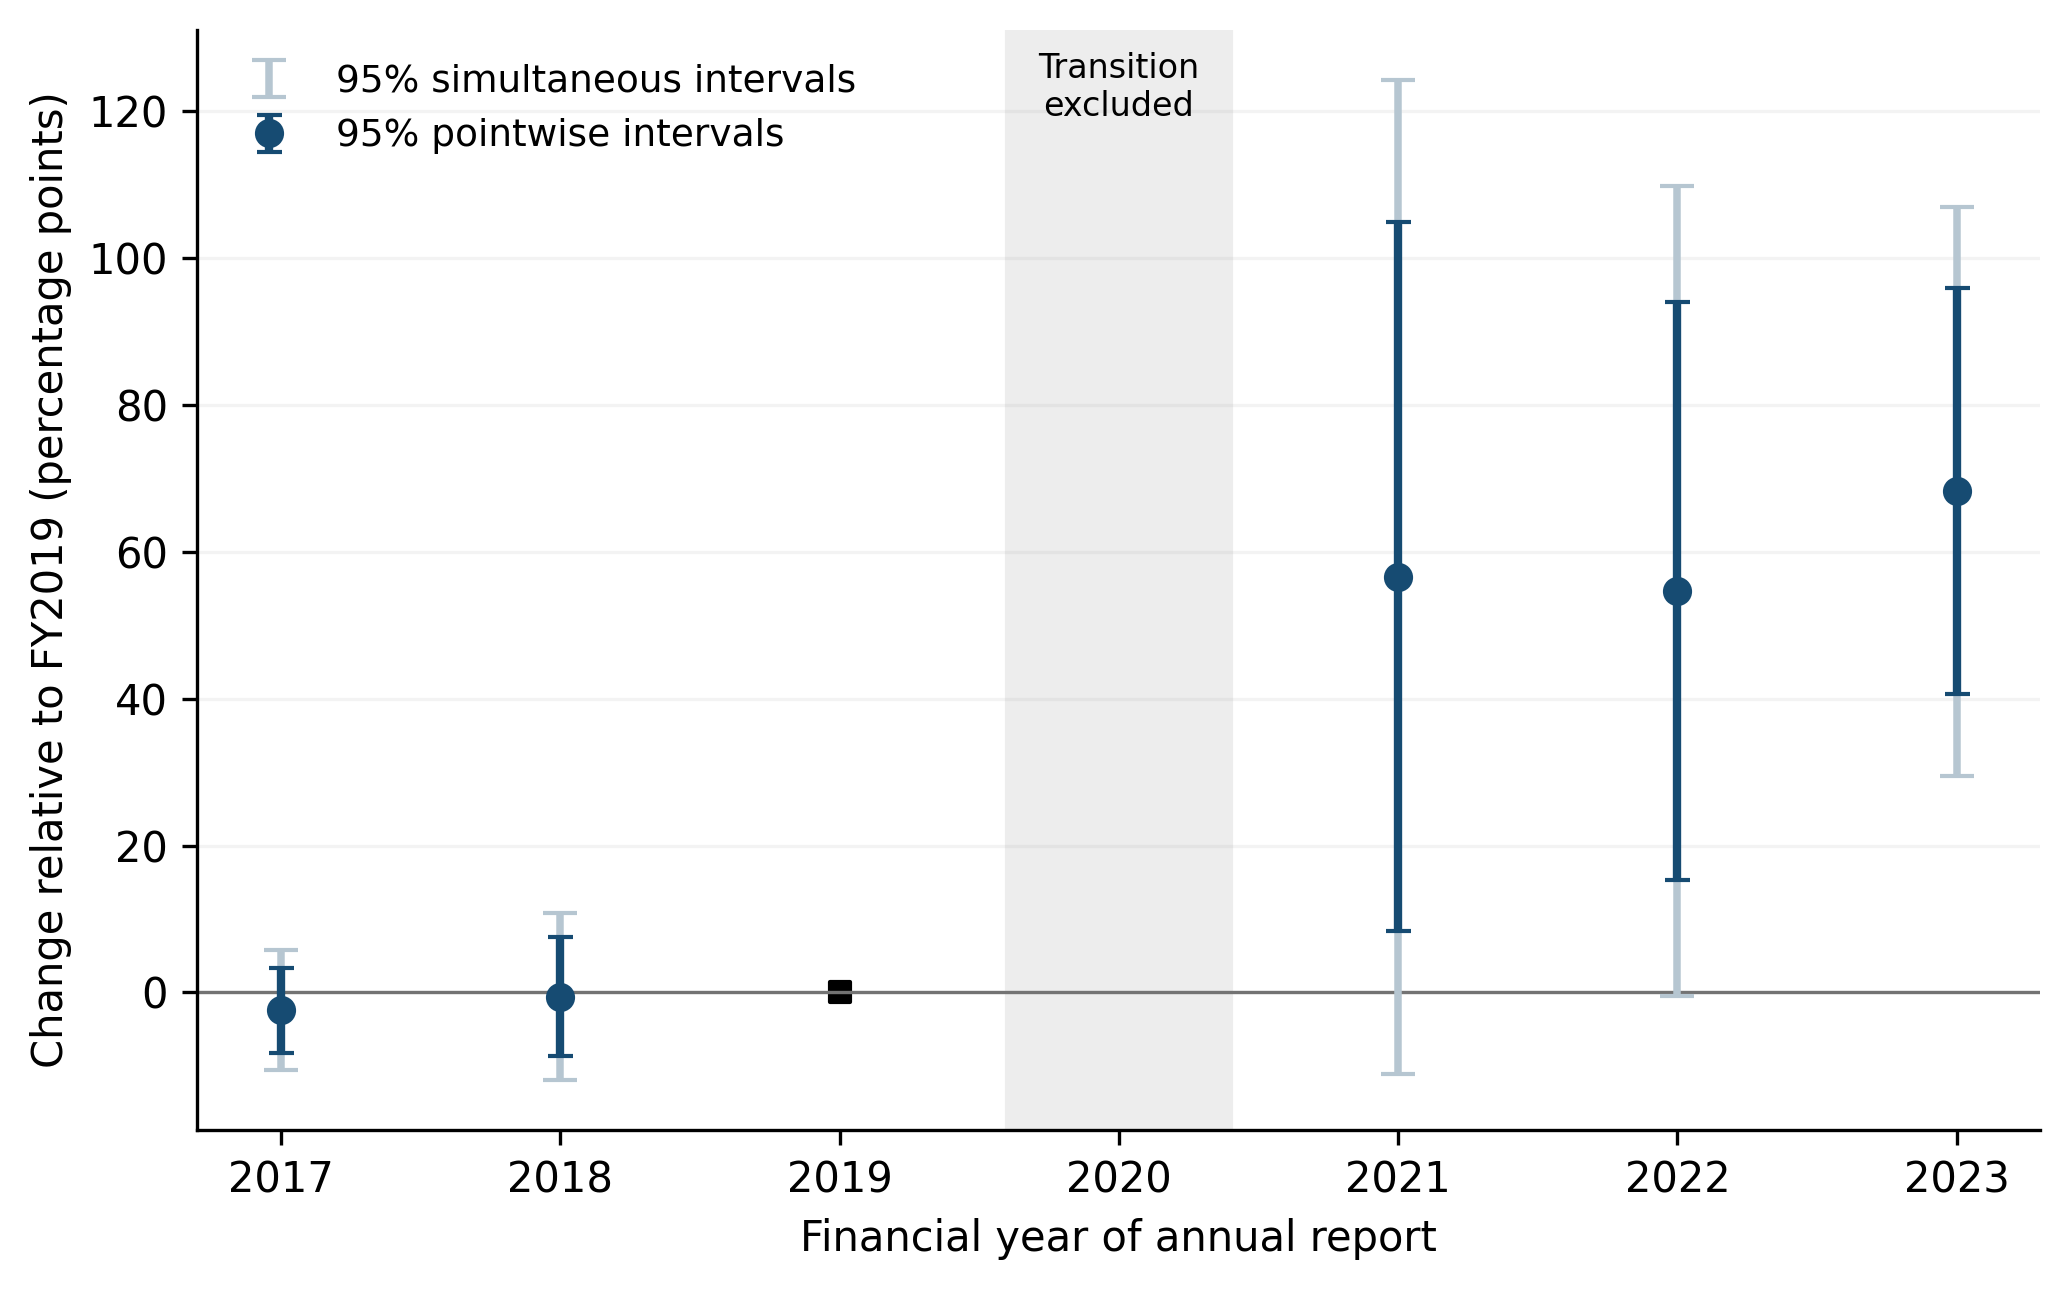 95% simultaneous intervals
95% pointwise intervals
Transition
excluded
Change relative to FY2019 (percentage points)
120
100
80
60
40
20
0
2017 2018 2019 2020 2021 2022 2023
Financial year of annual report